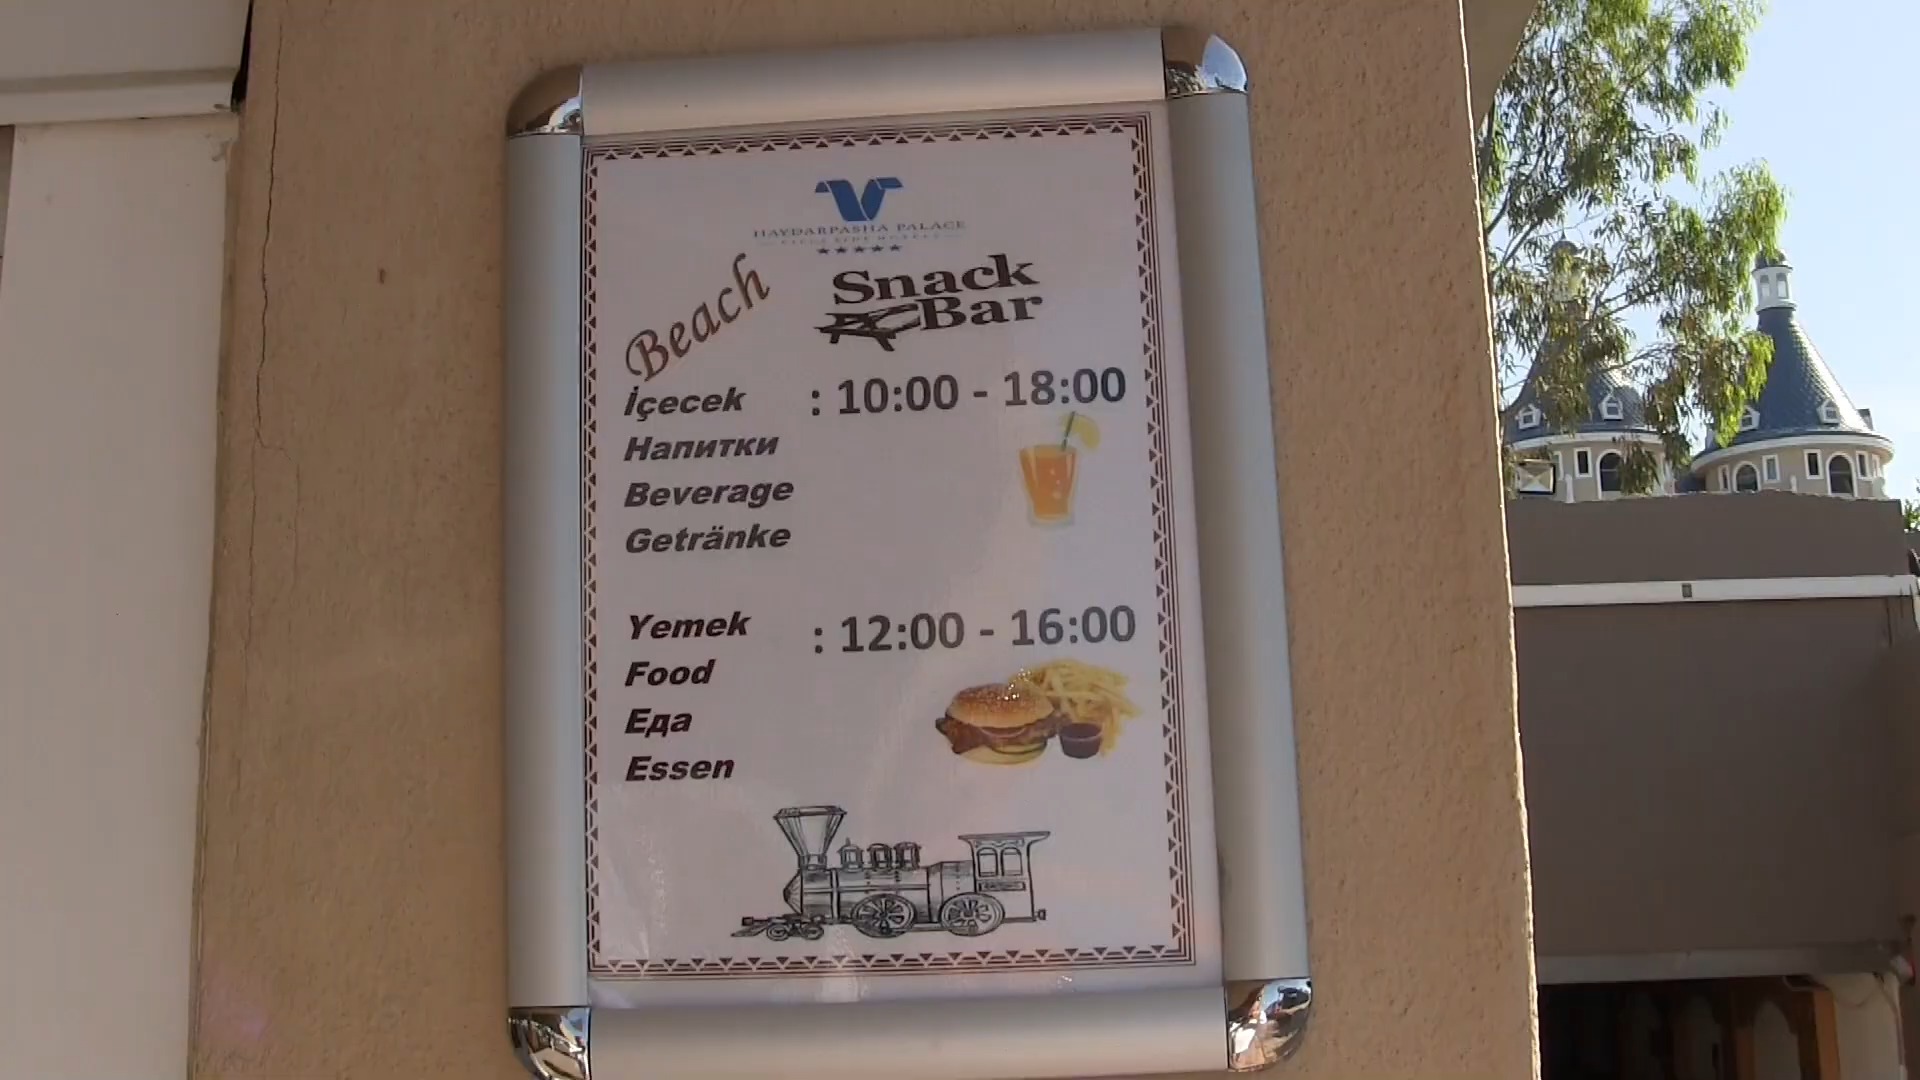 HAYDARPASHA PALACE
Beach
Snack
Bar
İçecek : 10:00 - 18:00
Напитки
Beverage
Getränke
Yemek : 12:00 - 16:00
Food
Еда
Essen